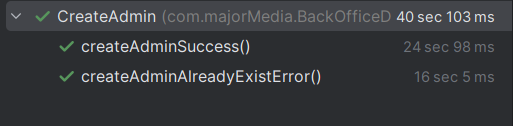 CreateAdmin (com.majorMedia.BackOfficeD 40 sec 103 ms
createAdminSuccess() 24 sec 98 ms
createAdminAlreadyExistError() 16 sec 5 ms